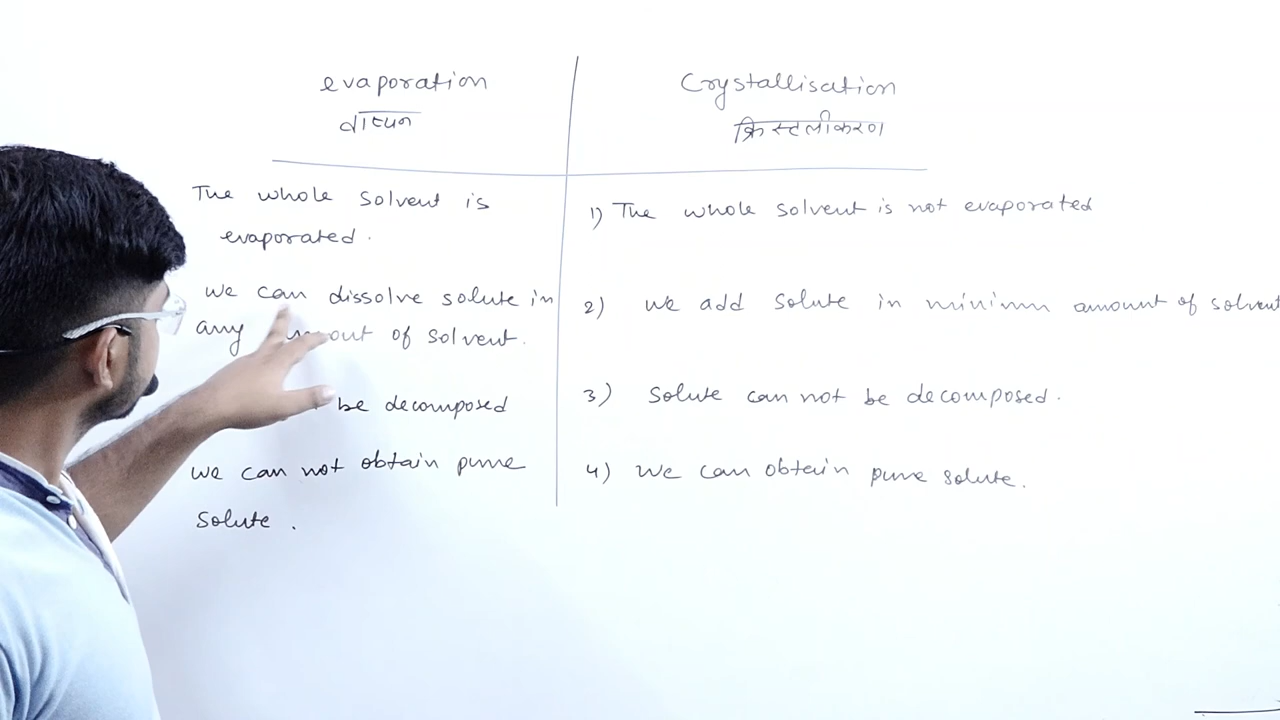 evaporation
वाष्पन
The whole solvent is
evaporated.
we can dissolve solute in
any amount of solvent.
be decomposed
we can not obtain pure
solute.
Crystallisation
क्रिस्टलीकरण
1) The whole solvent is not evaporated
2) we add solute in minimm amount of solvent
3) solute can not be decomposed.
4) we can obtain pure solute.